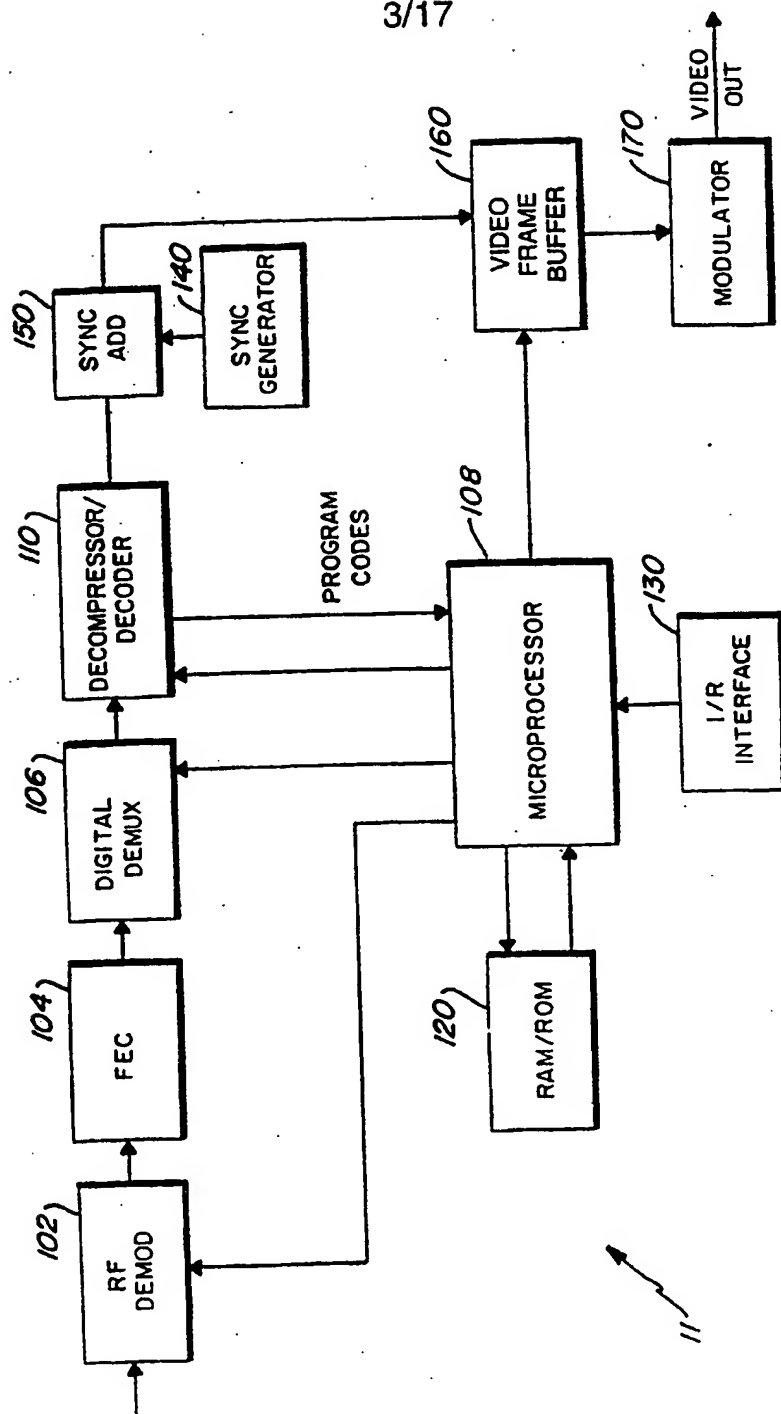 3/17
102
RF
DEMOD
104
FEC
106
DIGITAL
DEMUX
110
DECOMPRESSOR/
DECODER
150
SYNC
ADD
140
SYNC
GENERATOR
PROGRAM
CODES
108
MICROPROCESSOR
120
RAM/ROM
130
I/R
INTERFACE
160
VIDEO
FRAME
BUFFER
170
MODULATOR
VIDEO
OUT
11